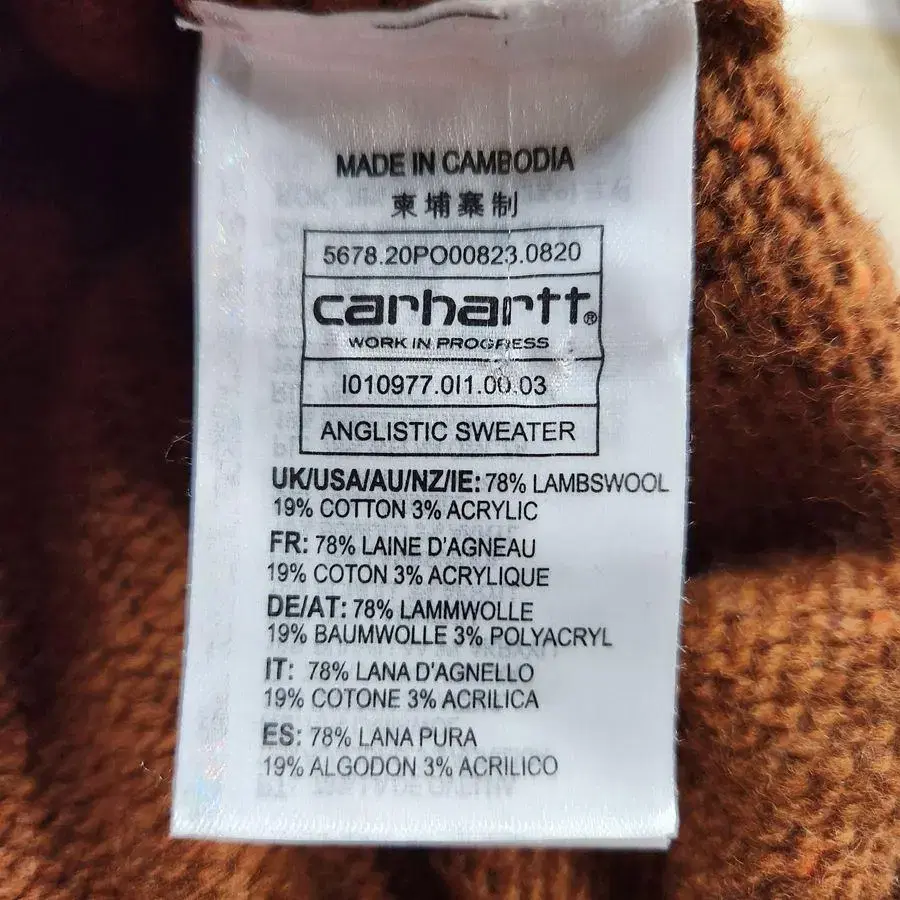 MADE IN CAMBODIA
柬埔寨制
5678.20PO00823.0820
carhartt®
WORK IN PROGRESS
I010977.0I1.00.03
ANGLISTIC SWEATER
UK/USA/AU/NZ/IE: 78% LAMBSWOOL
19% COTTON 3% ACRYLIC
FR: 78% LAINE D'AGNEAU
19% COTON 3% ACRYLIQUE
DE/AT: 78% LAMMWOLLE
19% BAUMWOLLE 3% POLYACRYL
IT: 78% LANA D'AGNELLO
19% COTONE 3% ACRILICA
ES: 78% LANA PURA
19% ALGODON 3% ACRILICO